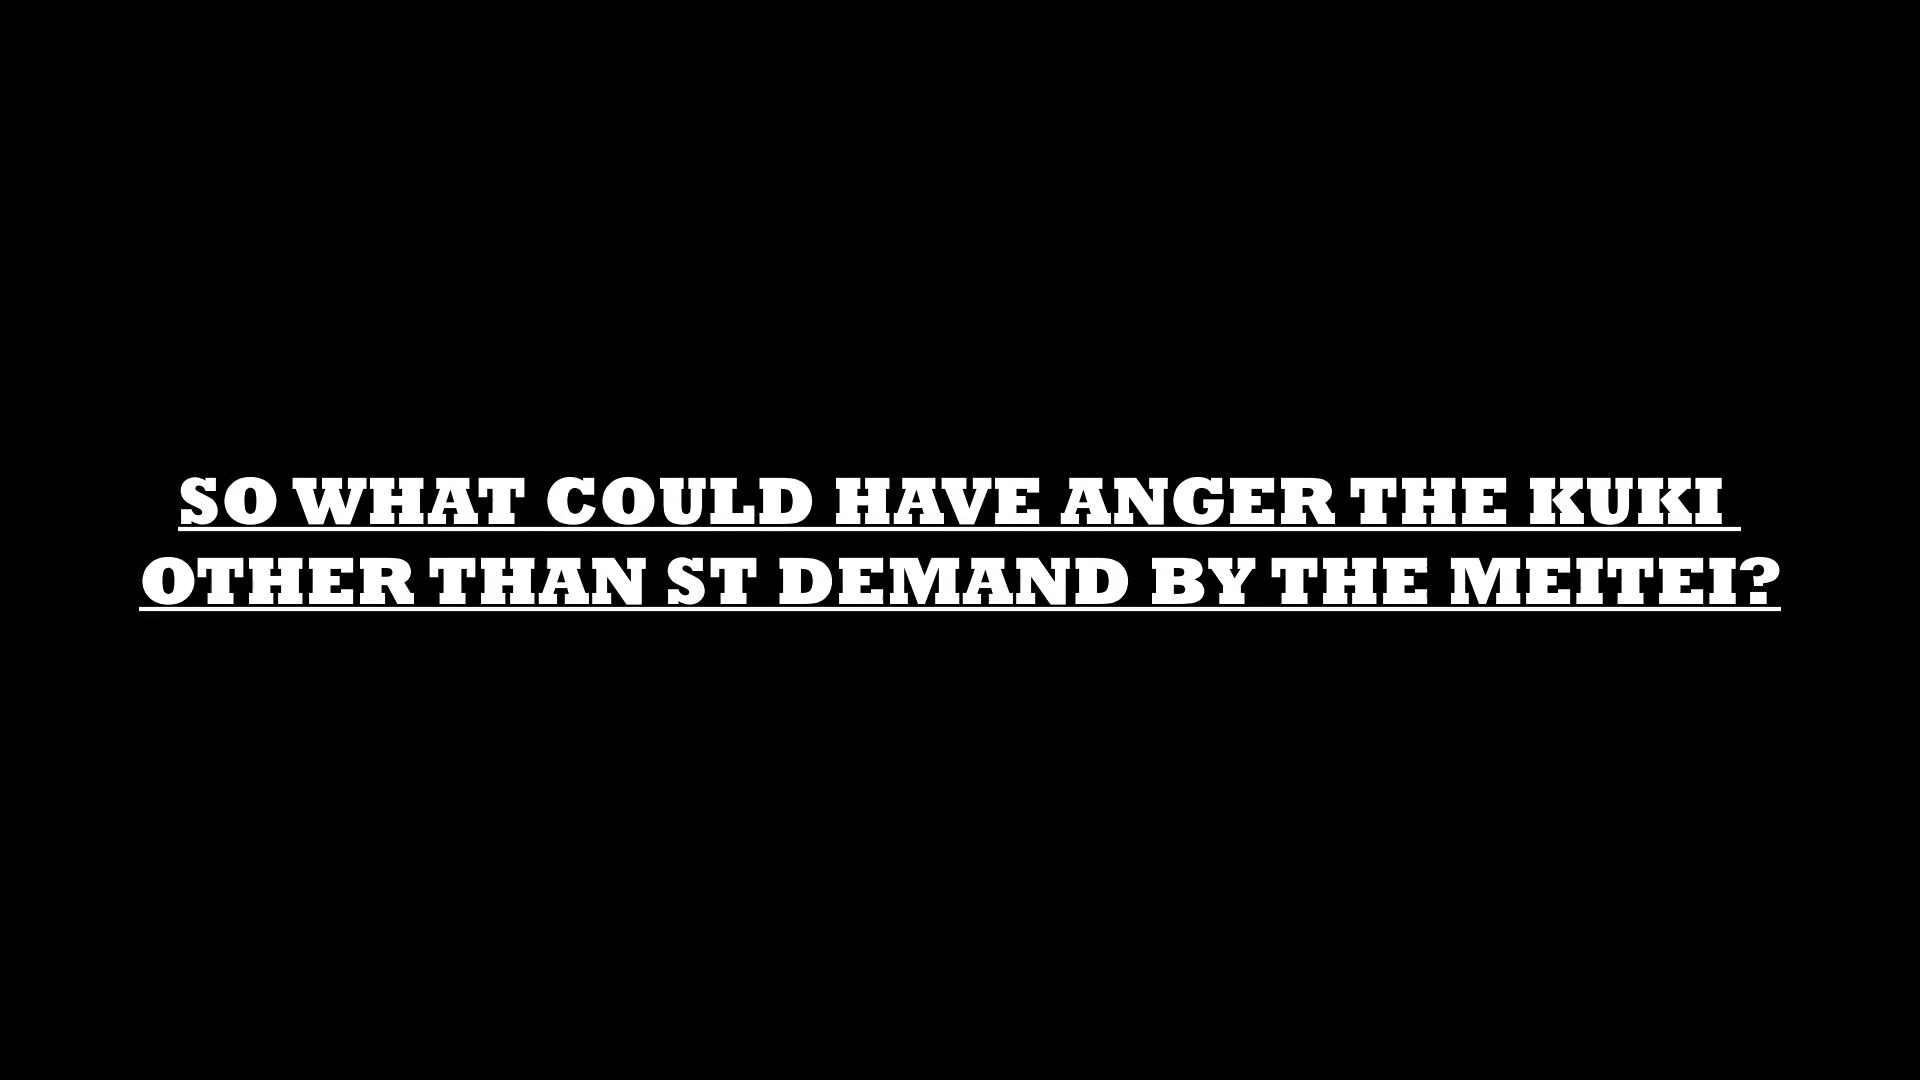 SO WHAT COULD HAVE ANGER THE KUKI
OTHER THAN ST DEMAND BY THE MEITEI?